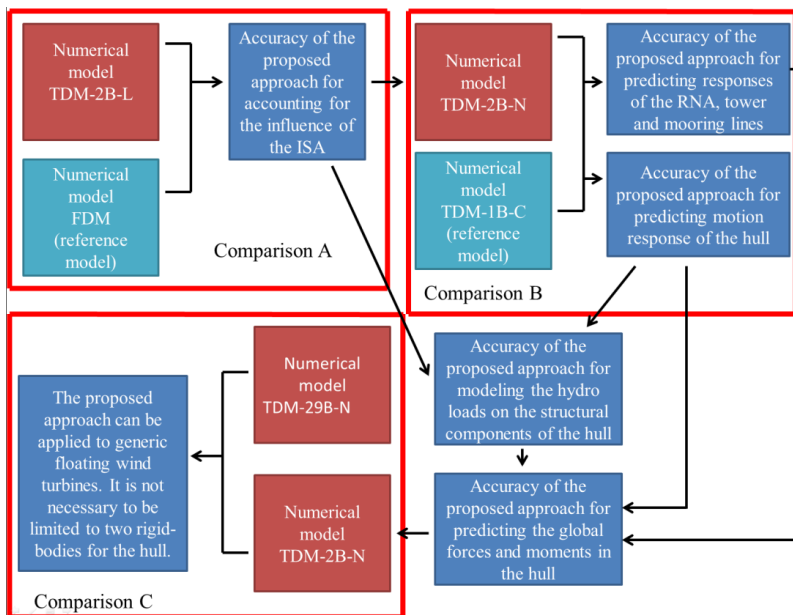 Numerical
model
TDM-2B-L
Accuracy of the
proposed
approach for
accounting for
the influence of
the ISA
Numerical
model
FDM
(reference
model)
Comparison A
Numerical
model
TDM-2B-N
Accuracy of the
proposed approach for
predicting responses
of the RNA, tower
and mooring lines
Numerical
model
TDM-1B-C
(reference
model)
Accuracy of the
proposed approach for
predicting motion
response of the hull
Comparison B
Accuracy of the
proposed approach for
modeling the hydro
loads on the structural
components of the hull
Accuracy of the
proposed approach for
predicting the global
forces and moments in
the hull
Numerical
model
TDM-29B-N
Numerical
model
TDM-2B-N
The proposed
approach can be
applied to generic
floating wind
turbines. It is not
necessary to be
limited to two rigid-
bodies for the hull.
Comparison C